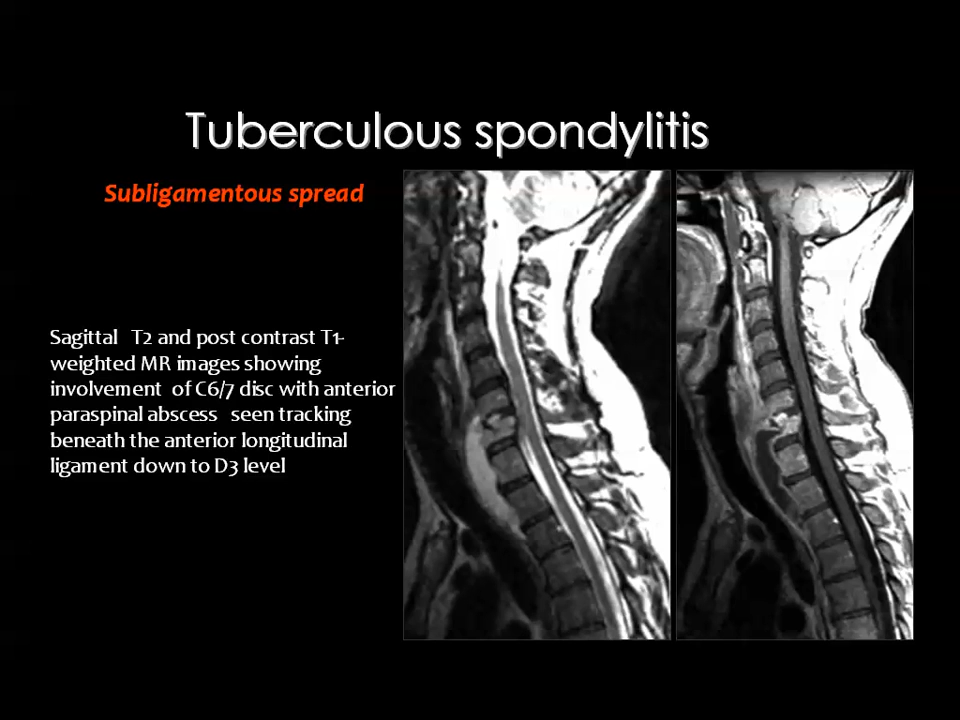 Tuberculous spondylitis
Subligamentous spread
Sagittal T2 and post contrast T1-
weighted MR images showing
involvement of C6/7 disc with anterior
paraspinal abscess seen tracking
beneath the anterior longitudinal
ligament down to D3 level